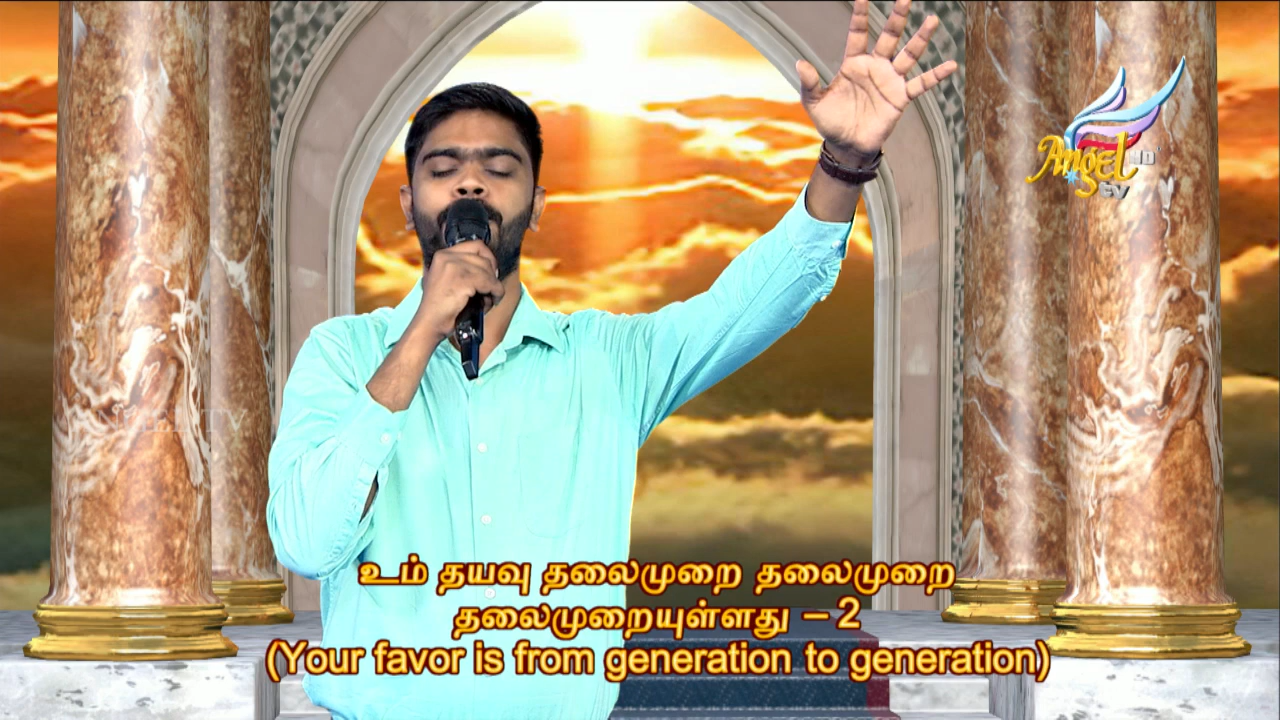 Angel HD
tv
உம் தயவு தலைமுறை தலைமுறை
தலைமுறையுள்ளது – 2
(Your favor is from generation to generation)